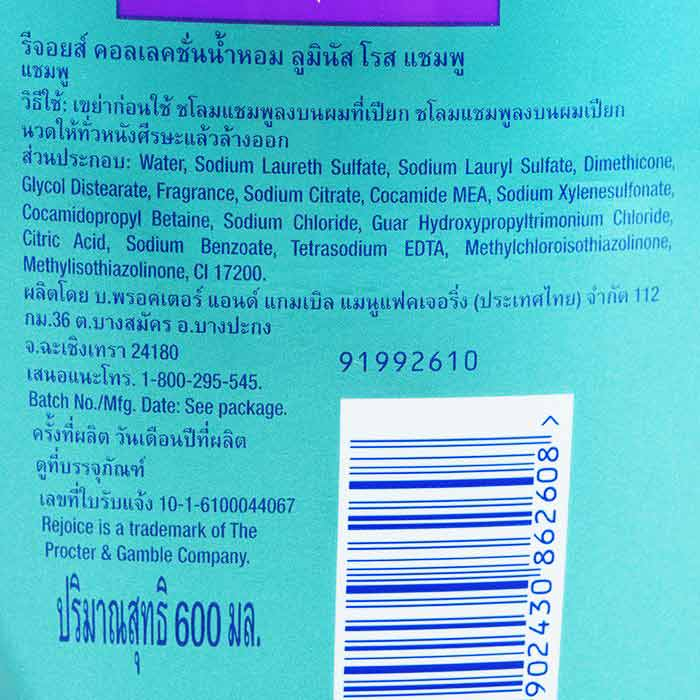 รีจอยส์ คอลเลคชั่นน้ำหอม ลูมินัส โรส แชมพู
แชมพู
วิธีใช้: เขย่าก่อนใช้ ชโลมแชมพูลงบนผมที่เปียก ชโลมแชมพูลงบนผมเปียก
นวดให้ทั่วหนังศีรษะแล้วล้างออก
ส่วนประกอบ: Water, Sodium Laureth Sulfate, Sodium Lauryl Sulfate, Dimethicone,
Glycol Distearate, Fragrance, Sodium Citrate, Cocamide MEA, Sodium Xylenesulfonate,
Cocamidopropyl Betaine, Sodium Chloride, Guar Hydroxypropyltrimonium Chloride,
Citric Acid, Sodium Benzoate, Tetrasodium EDTA, Methylchloroisothiazolinone,
Methylisothiazolinone, CI 17200.
ผลิตโดย บ.พรอคเตอร์ แอนด์ แกมเบิล แมนูแฟคเจอริ่ง (ประเทศไทย) จำกัด 112
กม.36 ต.บางสมัคร อ.บางปะกง
จ.ฉะเชิงเทรา 24180
เสนอแนะโทร. 1-800-295-545.
Batch No./Mfg. Date: See package.
ครั้งที่ผลิต วันเดือนปีที่ผลิต
ดูที่บรรจุภัณฑ์
เลขที่ใบรับแจ้ง 10-1-6100044067
Rejoice is a trademark of The
Procter & Gamble Company.
ปริมาณสุทธิ 600 มล.
91992610
902430 862608 >